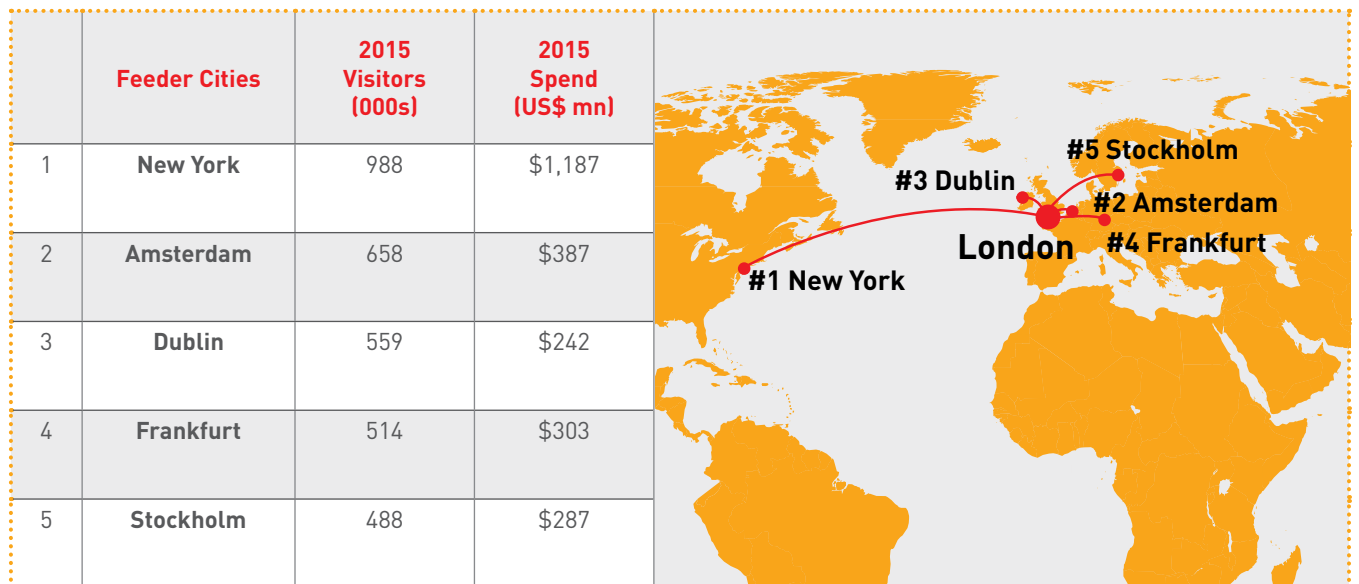 Feeder Cities
2015
Visitors
(000s)
2015
Spend
(US$ mn)
1 New York 988 $1,187
2 Amsterdam 658 $387
3 Dublin 559 $242
4 Frankfurt 514 $303
5 Stockholm 488 $287
#5 Stockholm
#3 Dublin
#2 Amsterdam
London
#4 Frankfurt
#1 New York